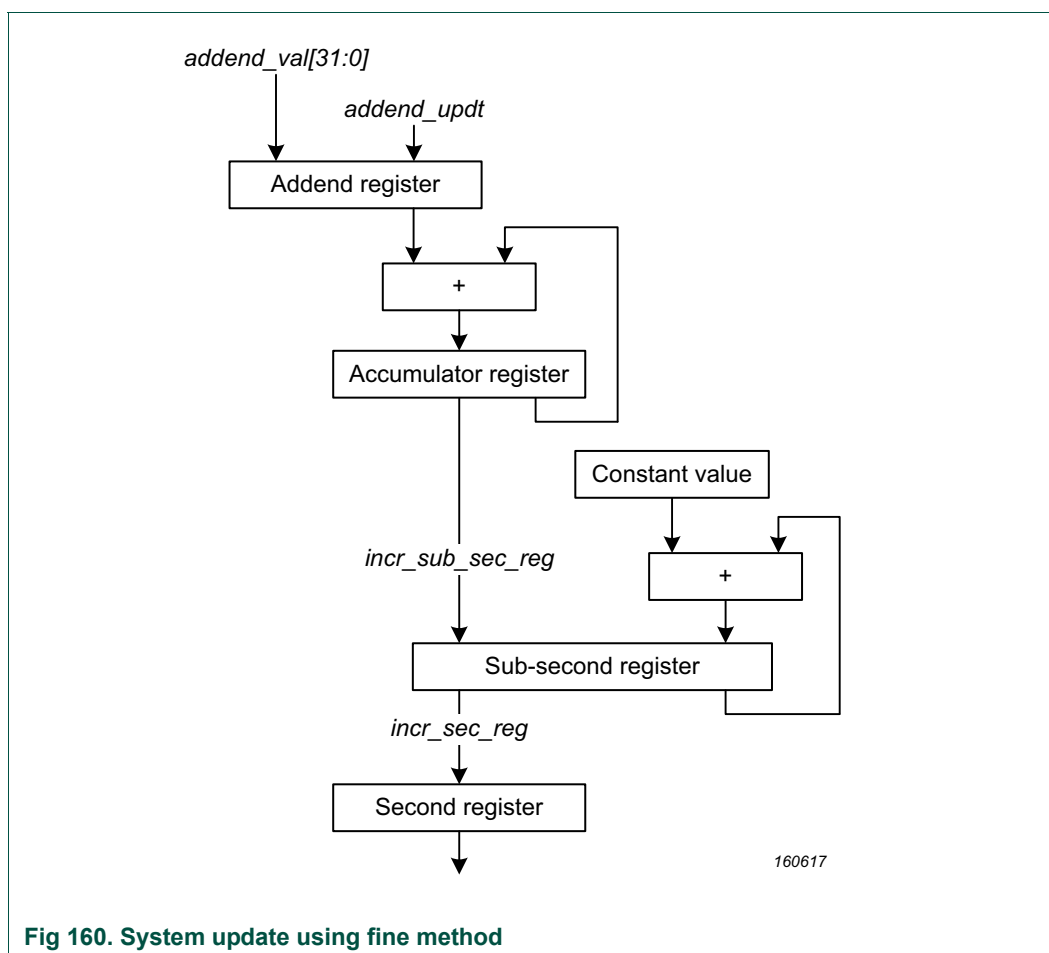 addend_val[31:0]
addend_updt
Addend register
+
Accumulator register
Constant value
incr_sub_sec_reg
+
Sub-second register
incr_sec_reg
Second register
160617
Fig 160. System update using fine method